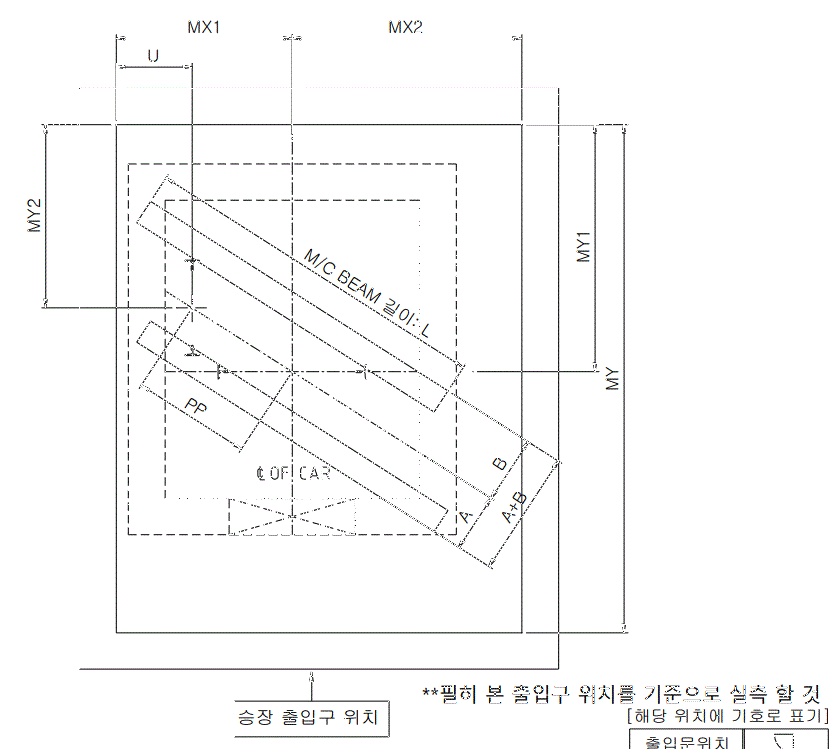 MX1
MX2
U
MY2
MY1
M/C BEAM 길이: L
MY
PP
B
℄ OF CAR
A
A+B
**필히 본 출입구 위치를 기준으로 실측 할 것
승장 출입구 위치
[해당 위치에 기호로 표기]
출입문위치